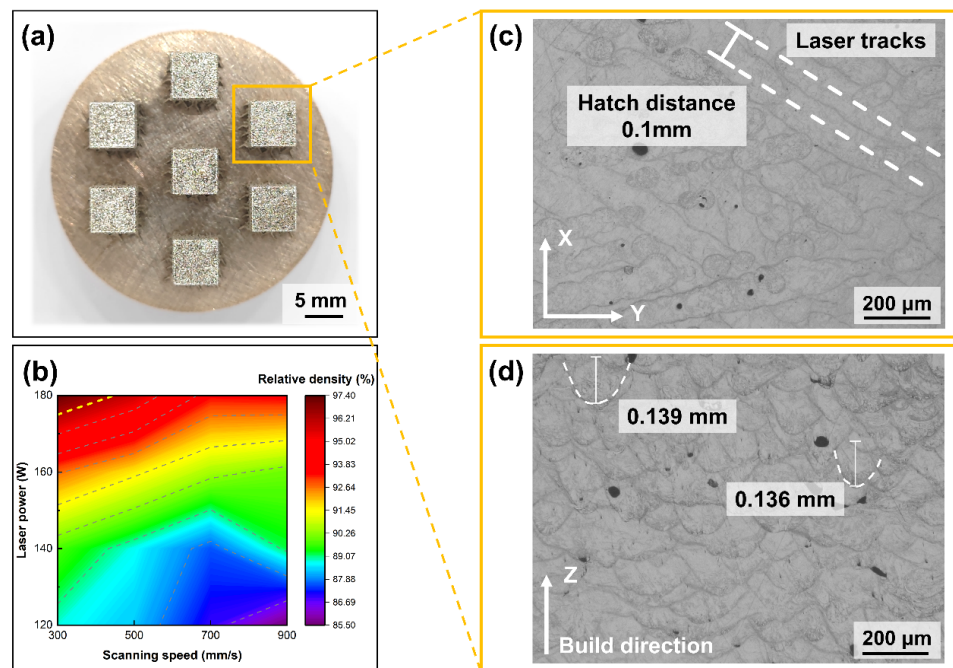 (a)
5 mm
(b)
Relative density (%)
97.40
96.21
95.02
93.83
92.64
91.45
90.26
89.07
87.88
86.69
85.50
Laser power (W)
180
160
140
120
300
500
700
900
Scanning speed (mm/s)
(c)
Laser tracks
Hatch distance
0.1mm
X
Y
200 μm
(d)
0.139 mm
0.136 mm
Z
Build direction
200 μm